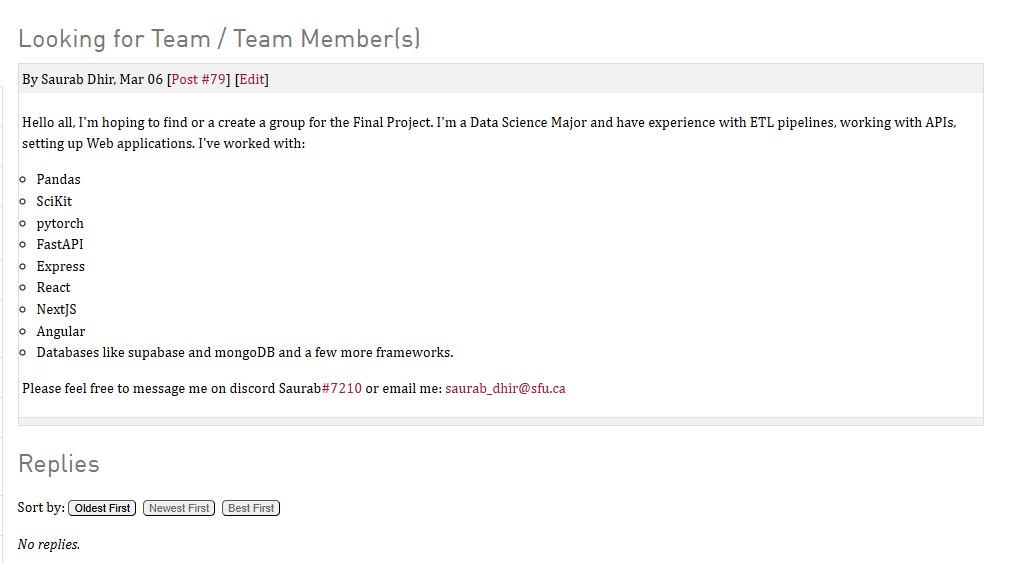 Looking for Team / Team Member(s)
By Saurab Dhir, Mar 06 [Post #79] [Edit]
Hello all, I'm hoping to find or a create a group for the Final Project. I'm a Data Science Major and have experience with ETL pipelines, working with APIs,
setting up Web applications. I've worked with:
Pandas
SciKit
pytorch
FastAPI
Express
React
NextJS
Angular
Databases like supabase and mongoDB and a few more frameworks.
Please feel free to message me on discord Saurab#7210 or email me: saurab_dhir@sfu.ca
Replies
Sort by: Oldest First Newest First Best First
No replies.